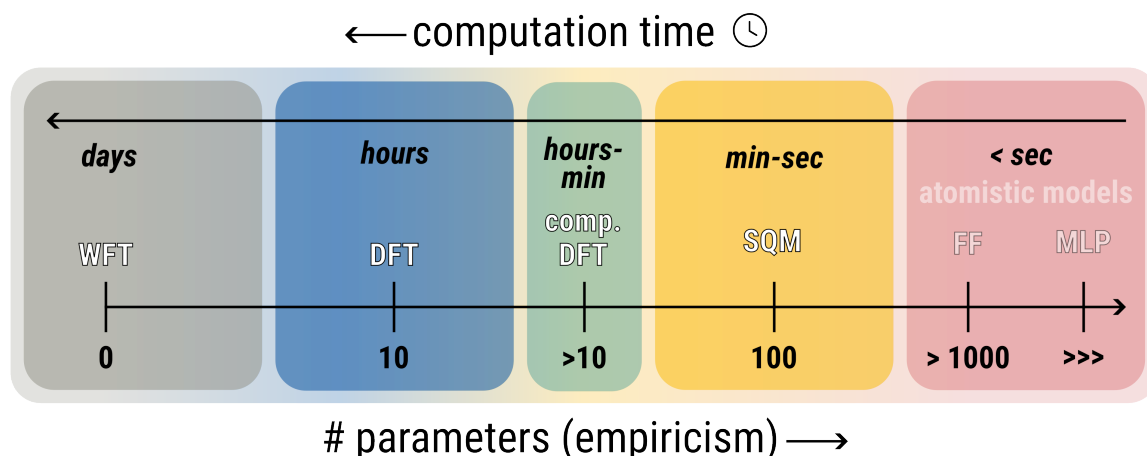 computation time
days
hours
hours-
min
min-sec
< sec
atomistic models
WFT
DFT
comp.
DFT
SQM
FF
MLP
0
10
>10
100
> 1000
>>>
# parameters (empiricism)